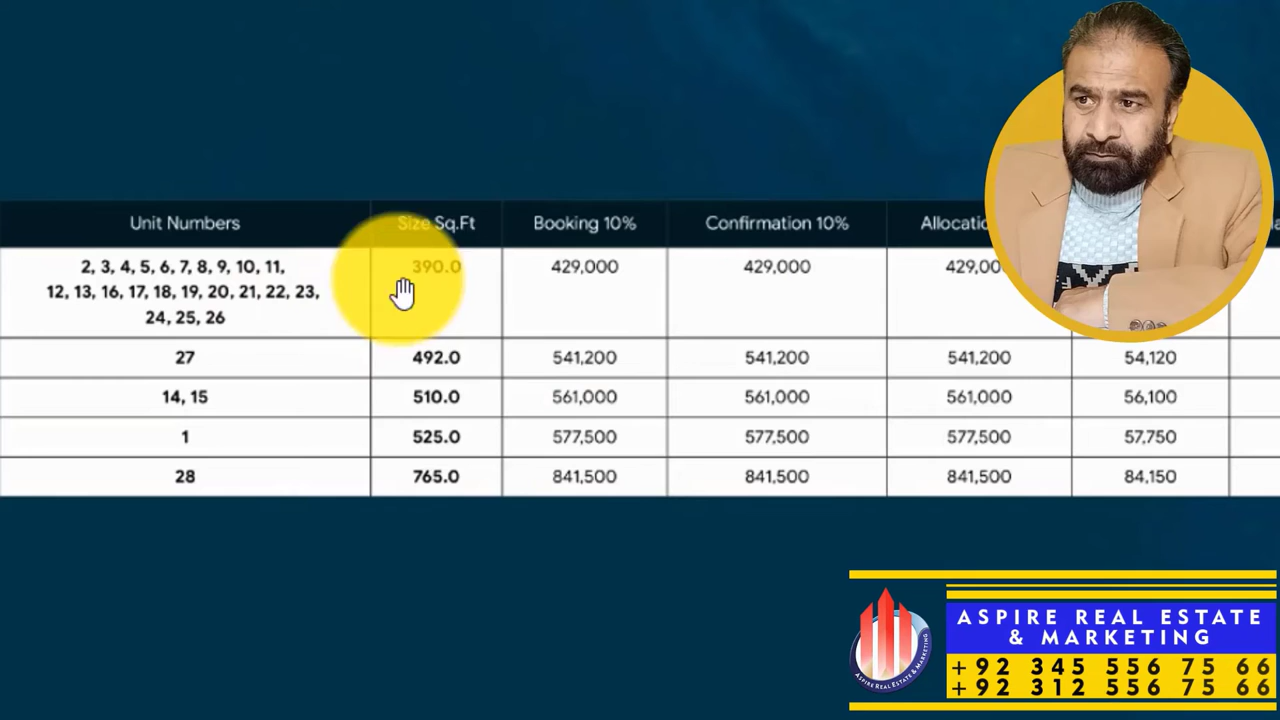 Unit Numbers Size Sq.Ft Booking 10% Confirmation 10%
2, 3, 4, 5, 6, 7, 8, 9, 10, 11, 390.0 429,000 429,000
12, 13, 16, 17, 18, 19, 20, 21, 22, 23,
24, 25, 26
27 492.0 541,200 541,200 541,200 54,120
14, 15 510.0 561,000 561,000 561,000 56,100
1 525.0 577,500 577,500 577,500 57,750
28 765.0 841,500 841,500 841,500 84,150
ASPIRE REAL ESTATE
& MARKETING
+92 345 556 75 66
+92 312 556 75 66
ASPIRE REAL ESTATE & MARKETING